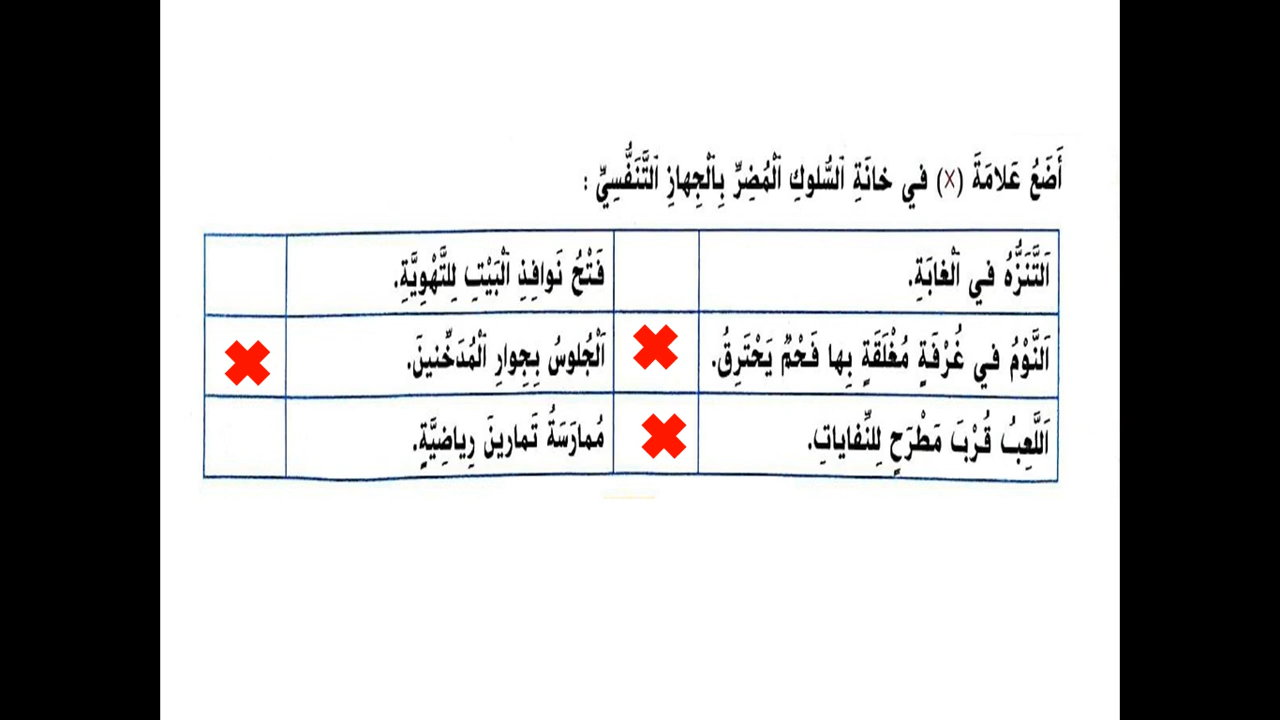 أَضَعُ عَلامَةَ (×) في خانَةِ ٱلسُّلوكِ ٱلْمُضِرِّ بِٱلْجِهازِ ٱلتَّنَفُّسِيِّ :
اَلتَّنَزُّهُ في ٱلْغابَةِ. فَتْحُ نَوافِذِ ٱلْبَيْتِ لِلتَّهْوِيَّةِ.
اَلنَّوْمُ في غُرْفَةٍ مُغْلَقَةٍ بِها فَحْمٌ يَحْتَرِقُ. ✖ اَلْجُلوسُ بِجِوارِ ٱلْمُدَخِّنينَ. ✖
اَللَّعِبُ قُرْبَ مَطْرَحٍ لِلنِّفاياتِ. ✖ مُمارَسَةُ تَمارينَ رِياضِيَّةٍ.